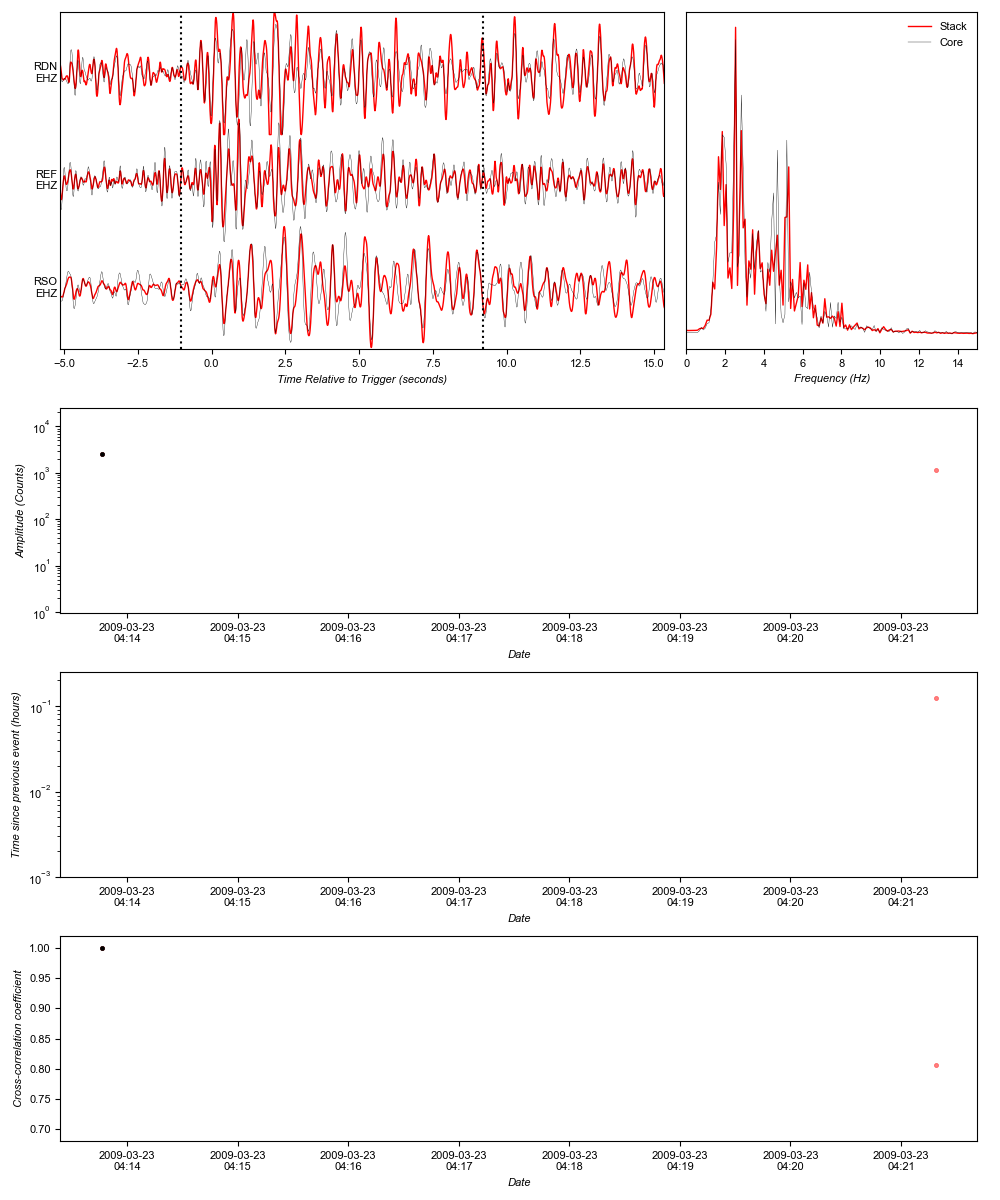 RDN
EHZ
REF
EHZ
RSO
EHZ
−5.0 −2.5 0.0 2.5 5.0 7.5 10.0 12.5 15.0
Time Relative to Trigger (seconds)
Stack
Core
0 2 4 6 8 10 12 14
Frequency (Hz)
10^4
10^3
10^2
10^1
10^0
Amplitude (Counts)
2009-03-23 2009-03-23 2009-03-23 2009-03-23 2009-03-23 2009-03-23 2009-03-23 2009-03-23
04:14 04:15 04:16 04:17 04:18 04:19 04:20 04:21
Date
10^−1
10^−2
10^−3
Time since previous event (hours)
2009-03-23 2009-03-23 2009-03-23 2009-03-23 2009-03-23 2009-03-23 2009-03-23 2009-03-23
04:14 04:15 04:16 04:17 04:18 04:19 04:20 04:21
Date
1.00
0.95
0.90
0.85
0.80
0.75
0.70
Cross-correlation coefficient
2009-03-23 2009-03-23 2009-03-23 2009-03-23 2009-03-23 2009-03-23 2009-03-23 2009-03-23
04:14 04:15 04:16 04:17 04:18 04:19 04:20 04:21
Date